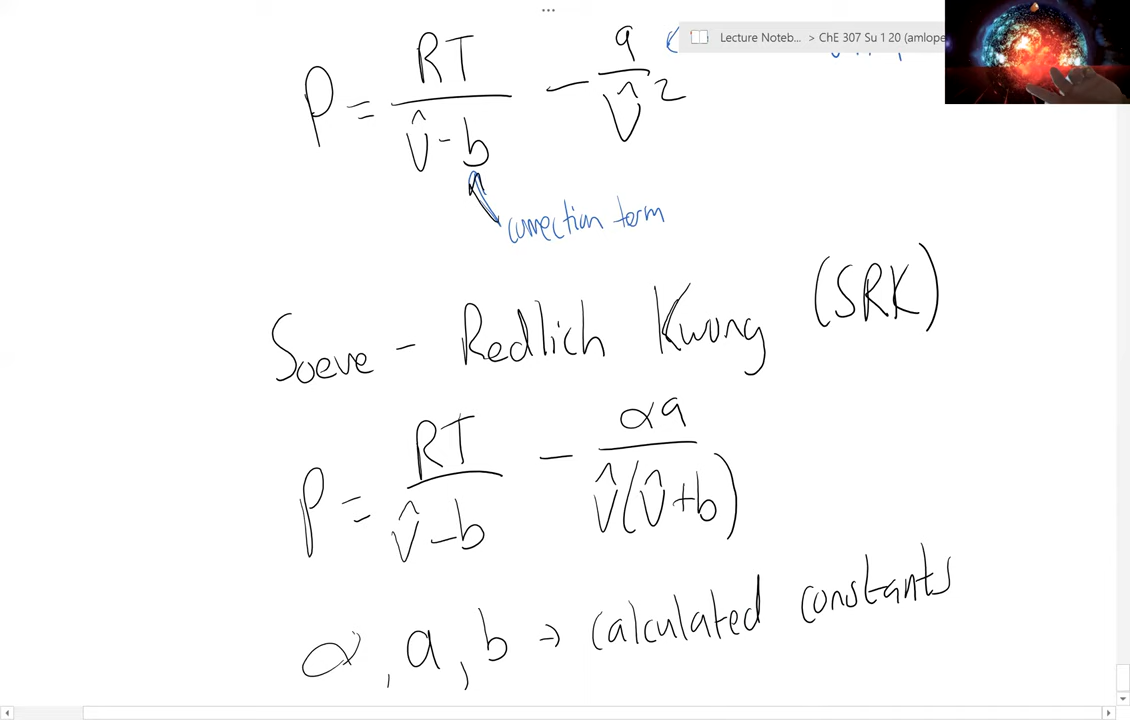 Lecture Noteb... > ChE 307 Su 1 20 (amlope
P = RT / (V̂ - b) - a / V̂²
correction term
Soeve - Redlich Kwong (SRK)
P = RT / (V̂ - b) - αa / (V̂(V̂ + b))
α, a, b → calculated constants